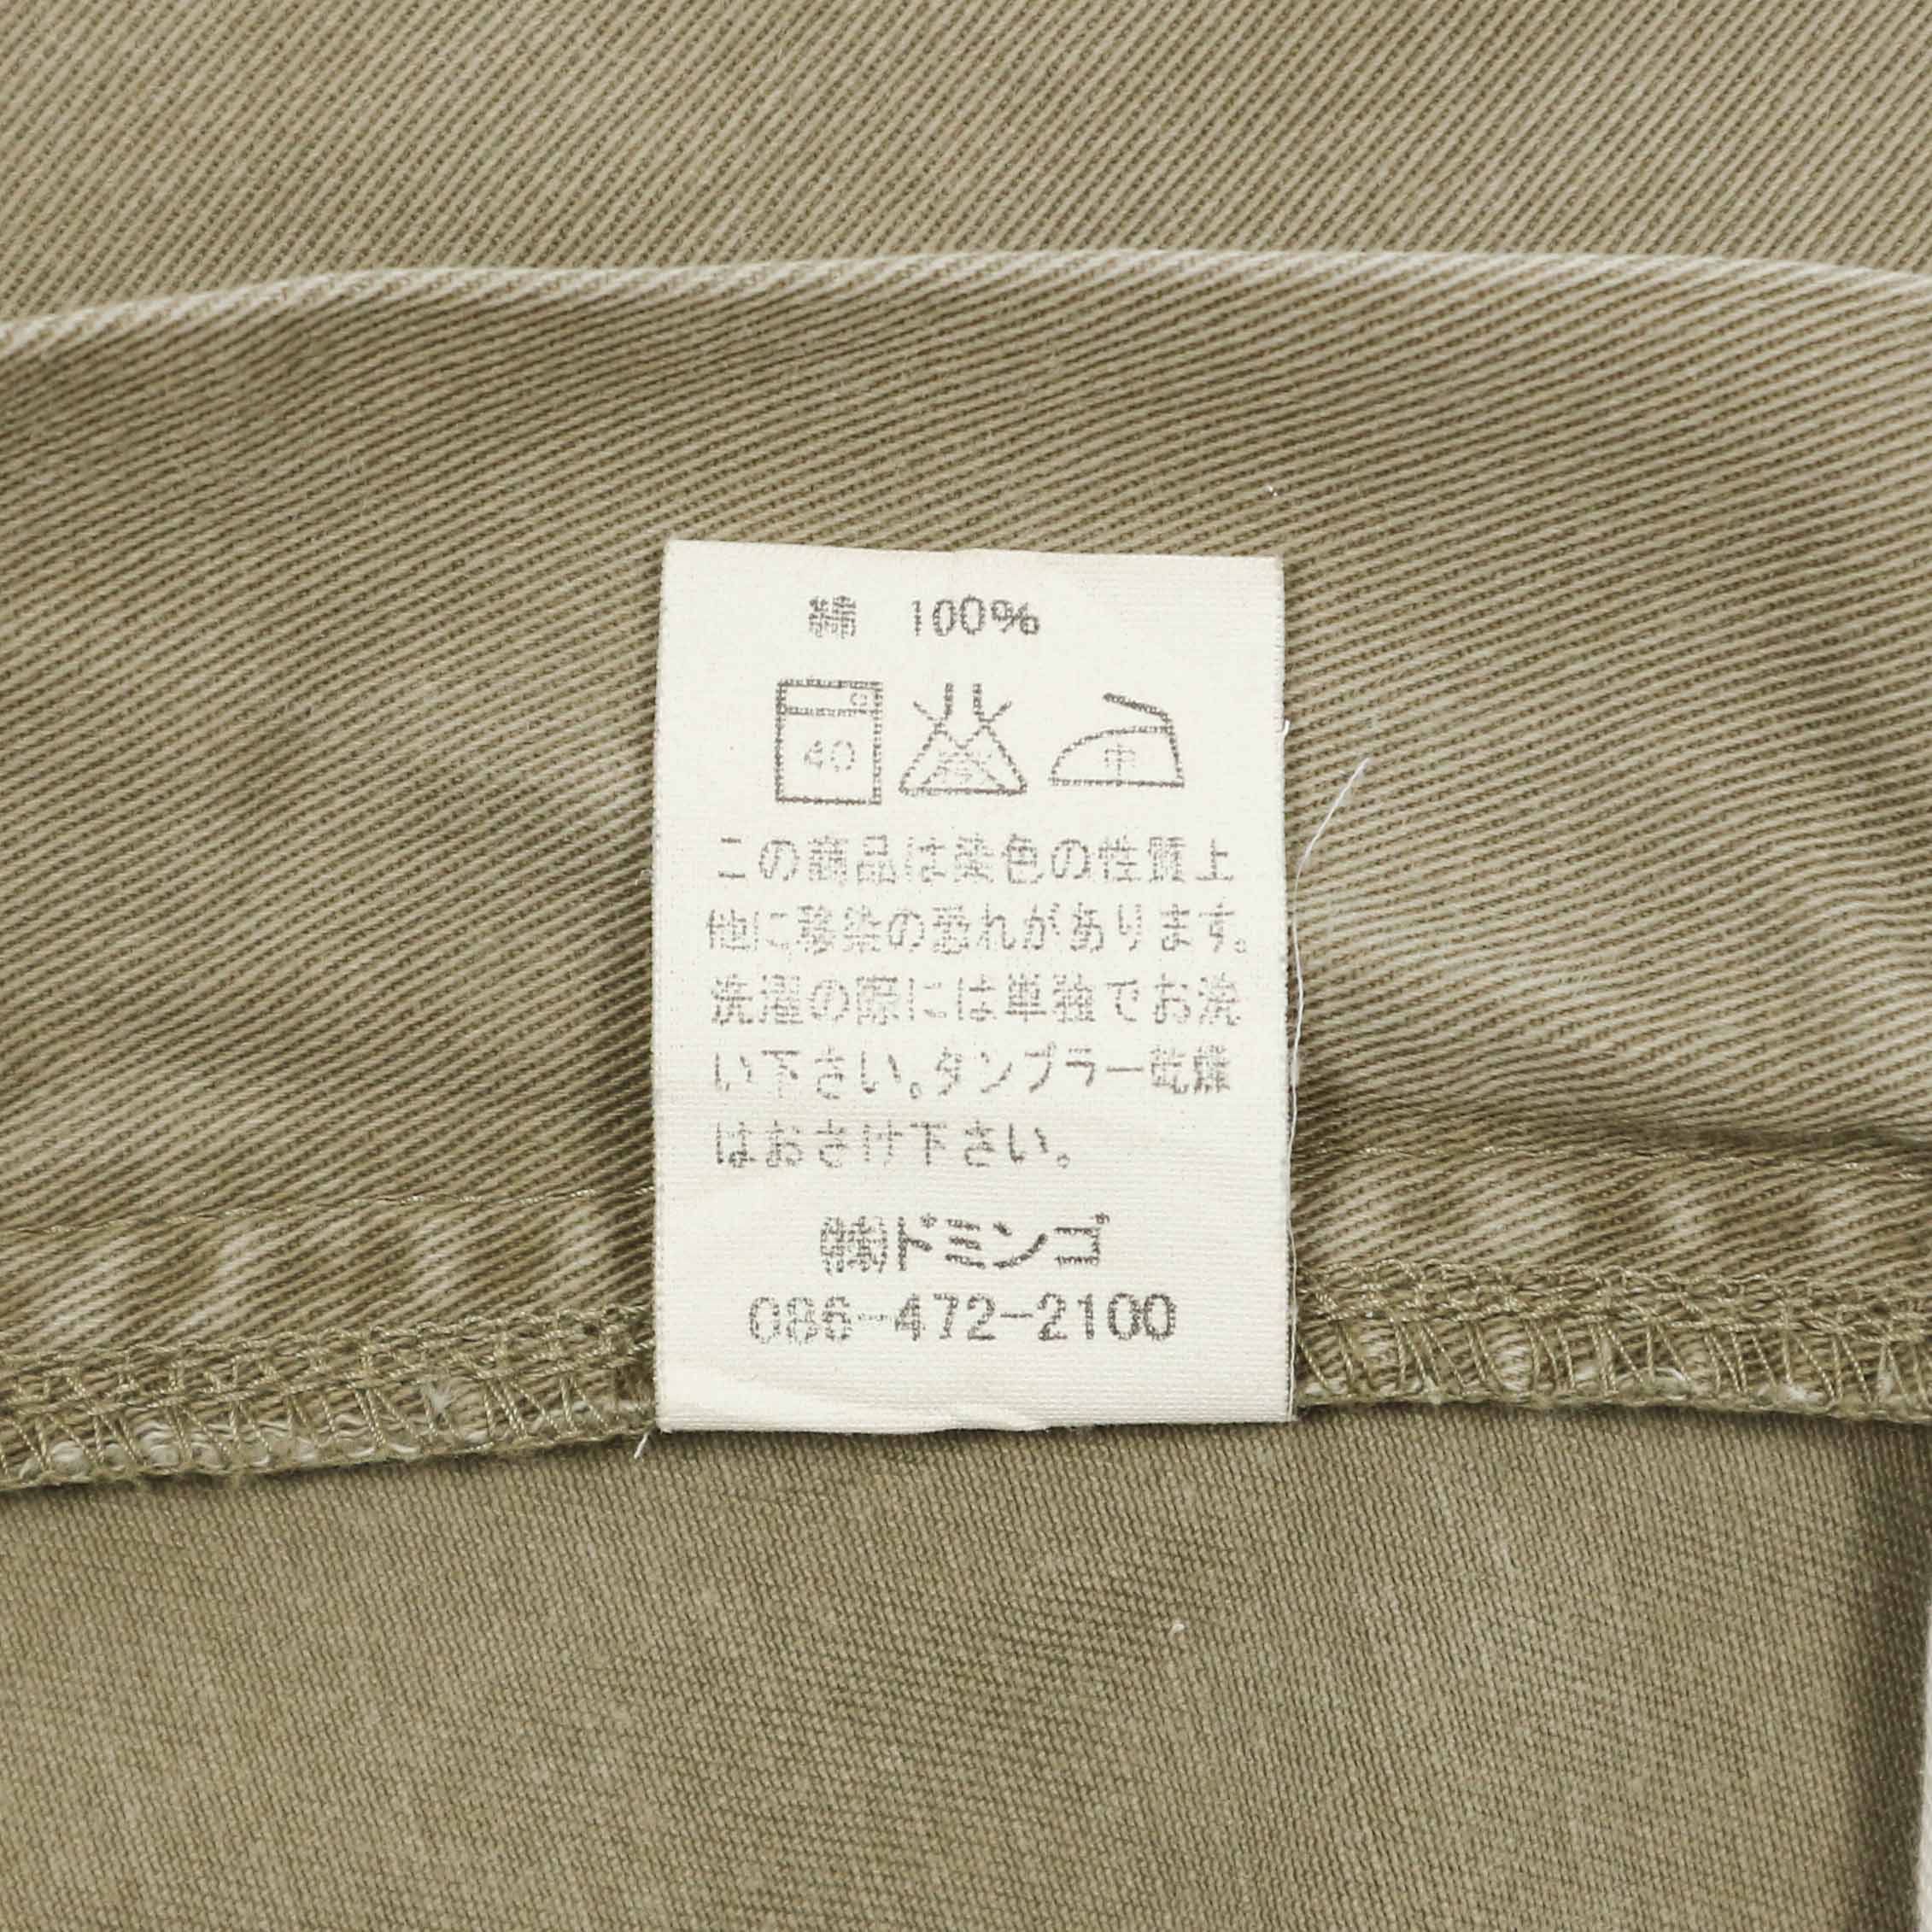 綿 100%
40
中
この商品は染色の性質上
他に移染の恐れがあります。
洗濯の際には単独でお洗
い下さい。タンブラー乾燥
はおさけ下さい。
㈱ドミンゴ
086-472-2100